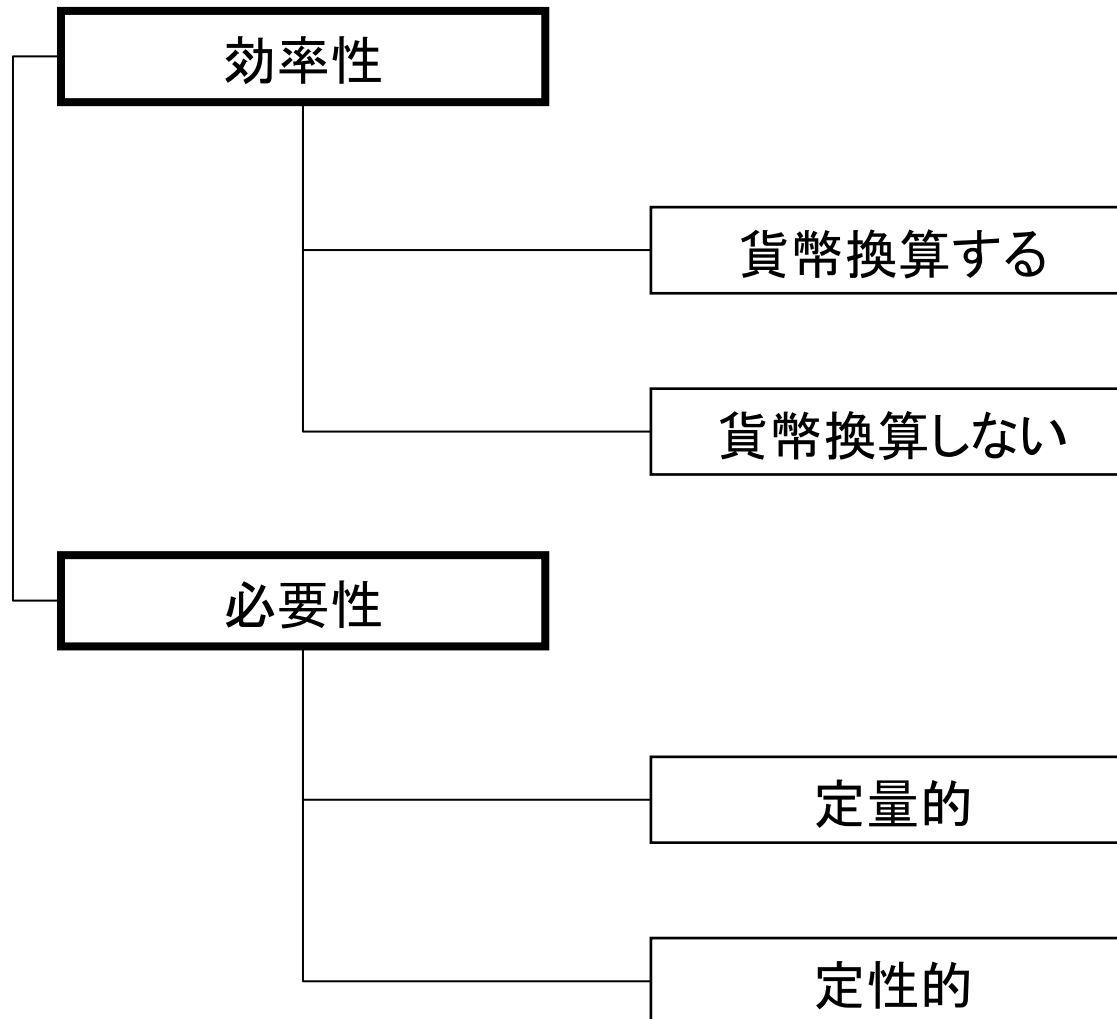 効率性
貨幣換算する
貨幣換算しない
必要性
定量的
定性的